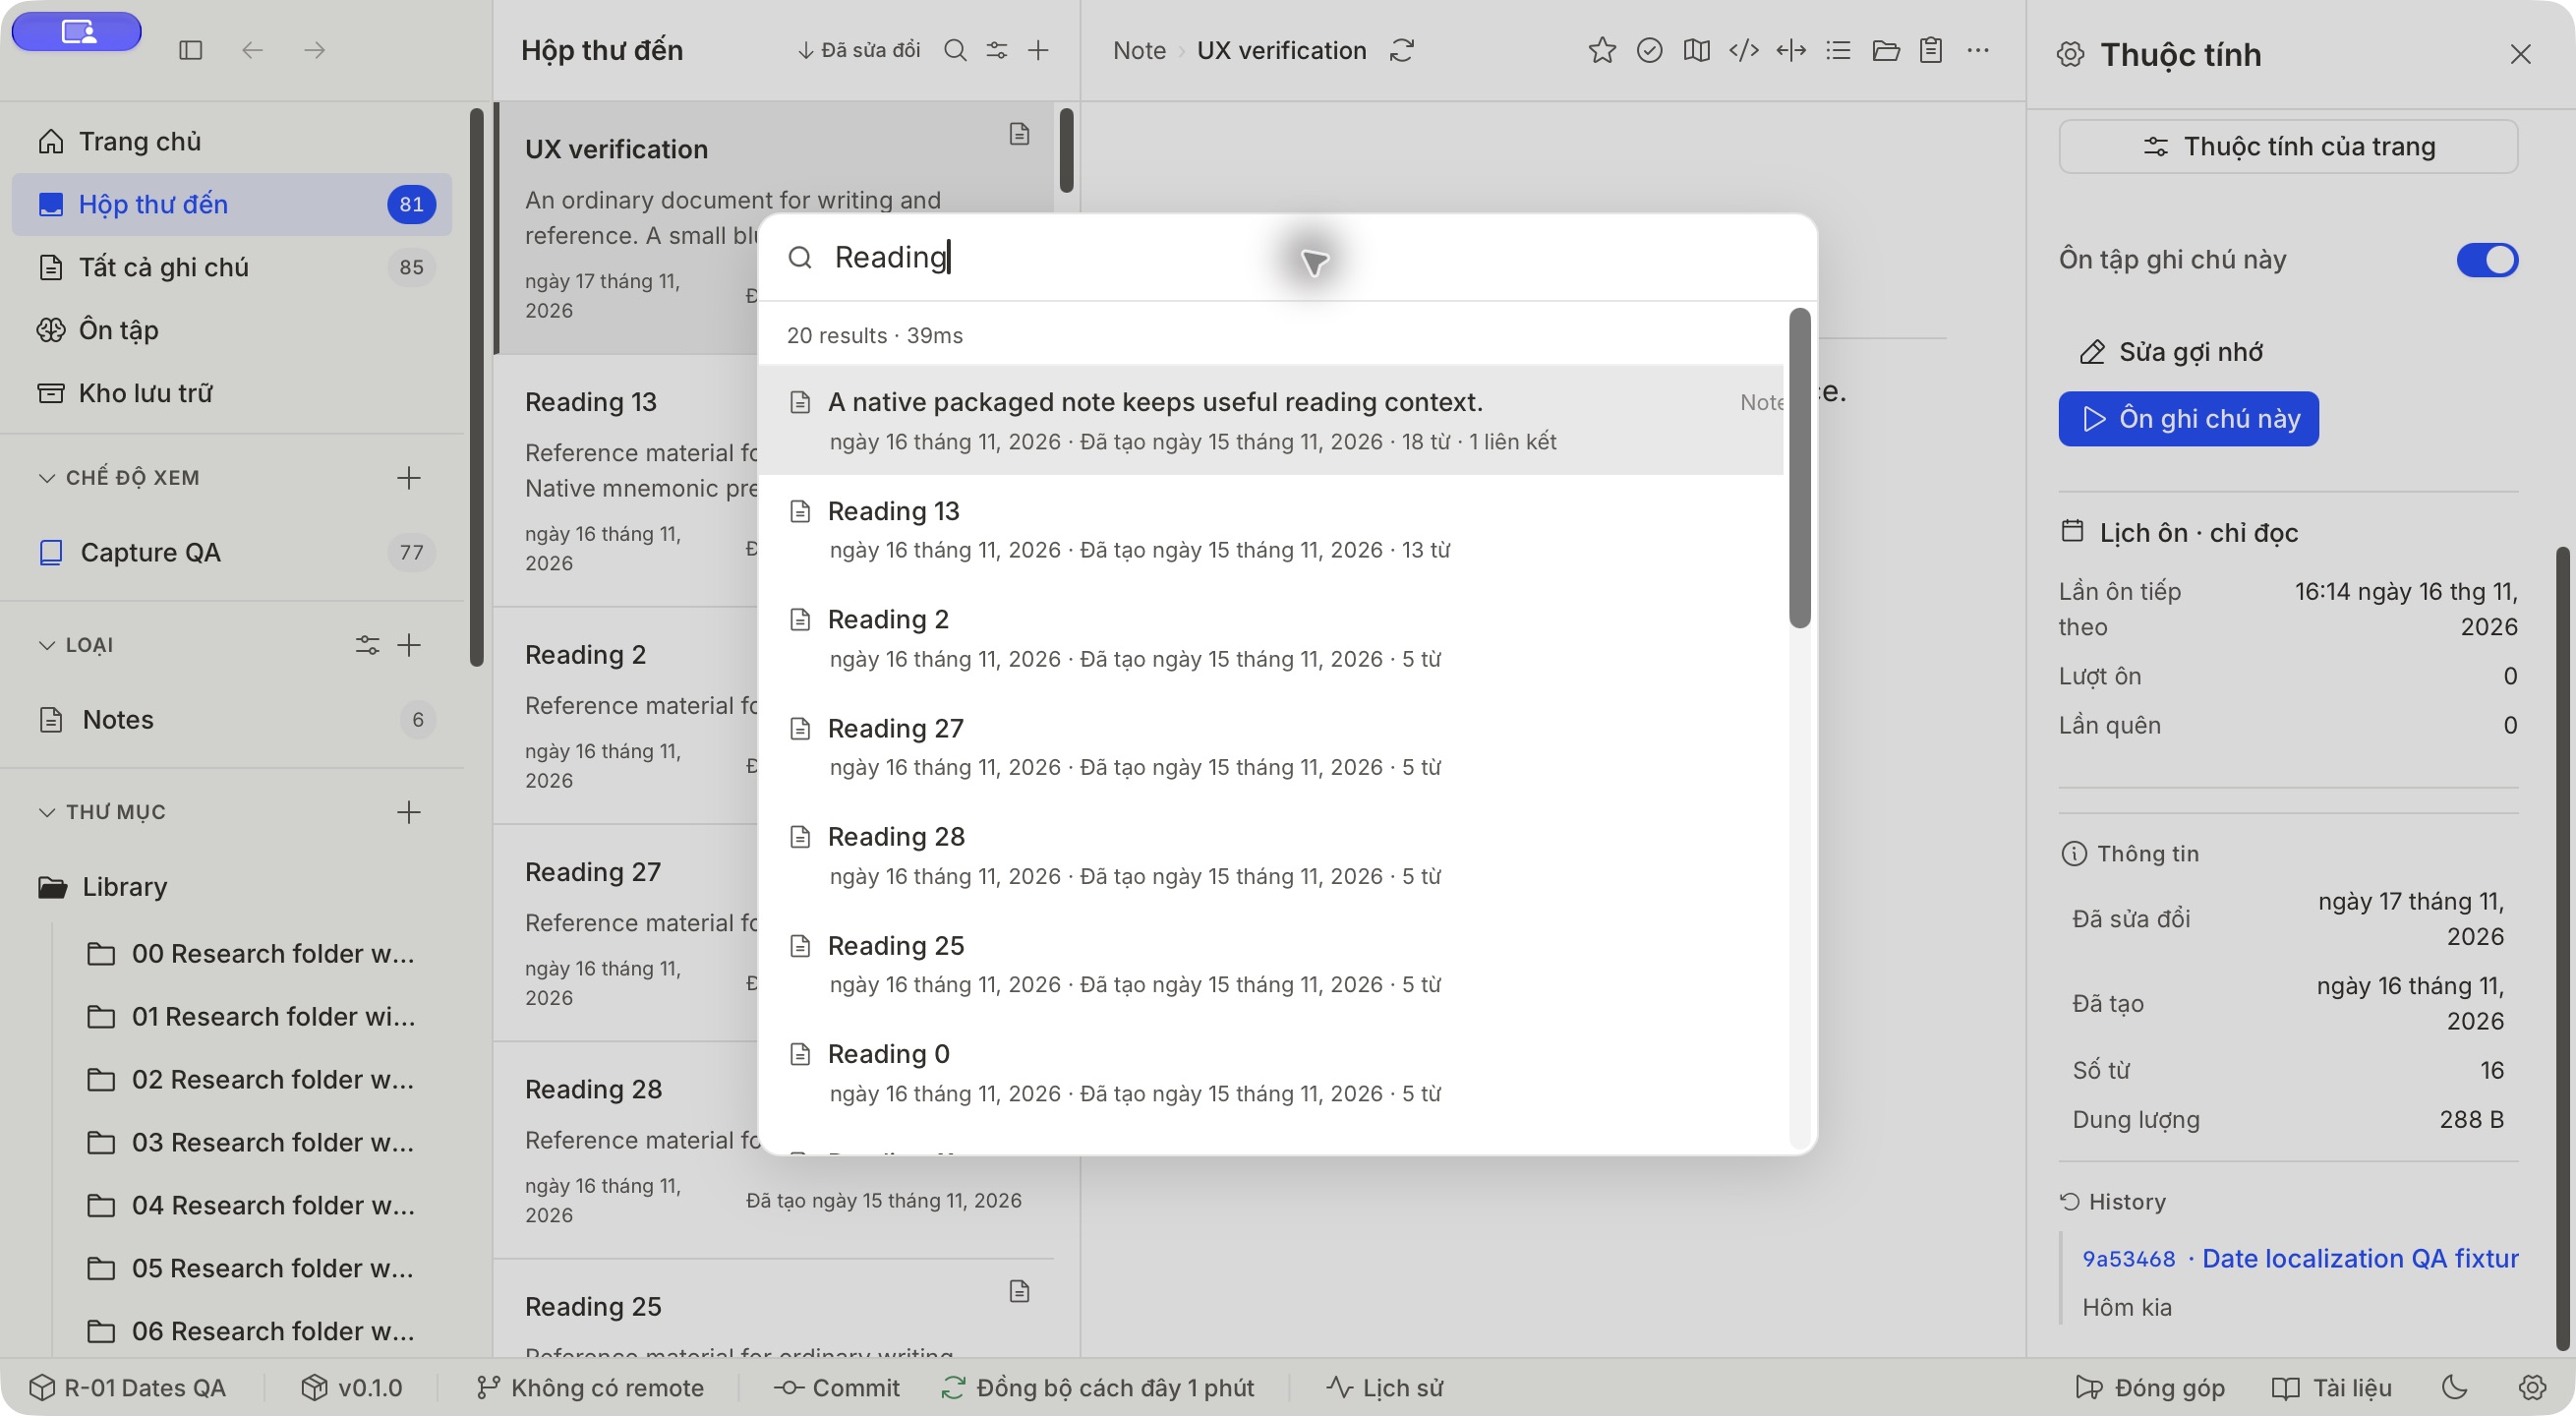 Trang chủ
Hộp thư đến 81
Tất cả ghi chú 85
Ôn tập
Kho lưu trữ
CHẾ ĐỘ XEM
Capture QA 77
LOẠI
Notes 6
THƯ MỤC
Library
00 Research folder w...
01 Research folder wi...
02 Research folder w...
03 Research folder w...
04 Research folder w...
05 Research folder w...
06 Research folder w...
Hộp thư đến
Đã sửa đổi
UX verification
An ordinary document for writing and
reference. A small
ngày 17 tháng 11,
2026
Reading 13
Reference material
Native mnemonic
ngày 16 tháng 11,
2026
Reading 2
Reference material
ngày 16 tháng 11,
2026
Reading 27
Reference material
ngày 16 tháng 11,
2026
Reading 28
Reference material
ngày 16 tháng 11,
2026
Đã tạo ngày 15 tháng 11, 2026
Reading 25
Reference material for ordinary writing
Note › UX verification
Reading
20 results · 39ms
A native packaged note keeps useful reading context.
Note
ngày 16 tháng 11, 2026 · Đã tạo ngày 15 tháng 11, 2026 · 18 từ · 1 liên kết
Reading 13
ngày 16 tháng 11, 2026 · Đã tạo ngày 15 tháng 11, 2026 · 13 từ
Reading 2
ngày 16 tháng 11, 2026 · Đã tạo ngày 15 tháng 11, 2026 · 5 từ
Reading 27
ngày 16 tháng 11, 2026 · Đã tạo ngày 15 tháng 11, 2026 · 5 từ
Reading 28
ngày 16 tháng 11, 2026 · Đã tạo ngày 15 tháng 11, 2026 · 5 từ
Reading 25
ngày 16 tháng 11, 2026 · Đã tạo ngày 15 tháng 11, 2026 · 5 từ
Reading 0
ngày 16 tháng 11, 2026 · Đã tạo ngày 15 tháng 11, 2026 · 5 từ
Thuộc tính
Thuộc tính của trang
Ôn tập ghi chú này
Sửa gợi nhớ
Ôn ghi chú này
Lịch ôn · chỉ đọc
Lần ôn tiếp
theo
16:14 ngày 16 thg 11,
2026
Lượt ôn 0
Lần quên 0
Thông tin
Đã sửa đổi
ngày 17 tháng 11,
2026
Đã tạo
ngày 16 tháng 11,
2026
Số từ 16
Dung lượng 288 B
History
9a53468 · Date localization QA fixtur
Hôm kia
R-01 Dates QA
v0.1.0
Không có remote
Commit
Đồng bộ cách đây 1 phút
Lịch sử
Đóng góp
Tài liệu